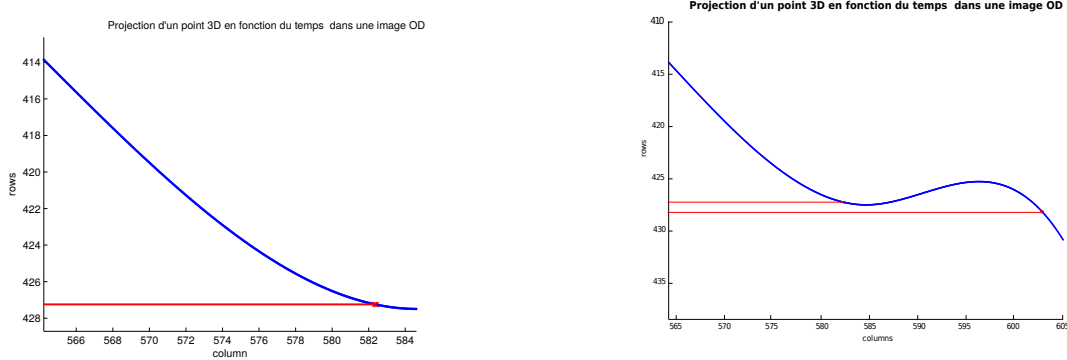 Projection d'un point 3D en fonction du temps  dans une image OD
414
416
418
420
422
424
426
428
rows
566 568 570 572 574 576 578 580 582 584
column
Projection d'un point 3D en fonction du temps  dans une image OD
410
415
420
425
430
435
rows
565 570 575 580 585 590 595 600 605
columns